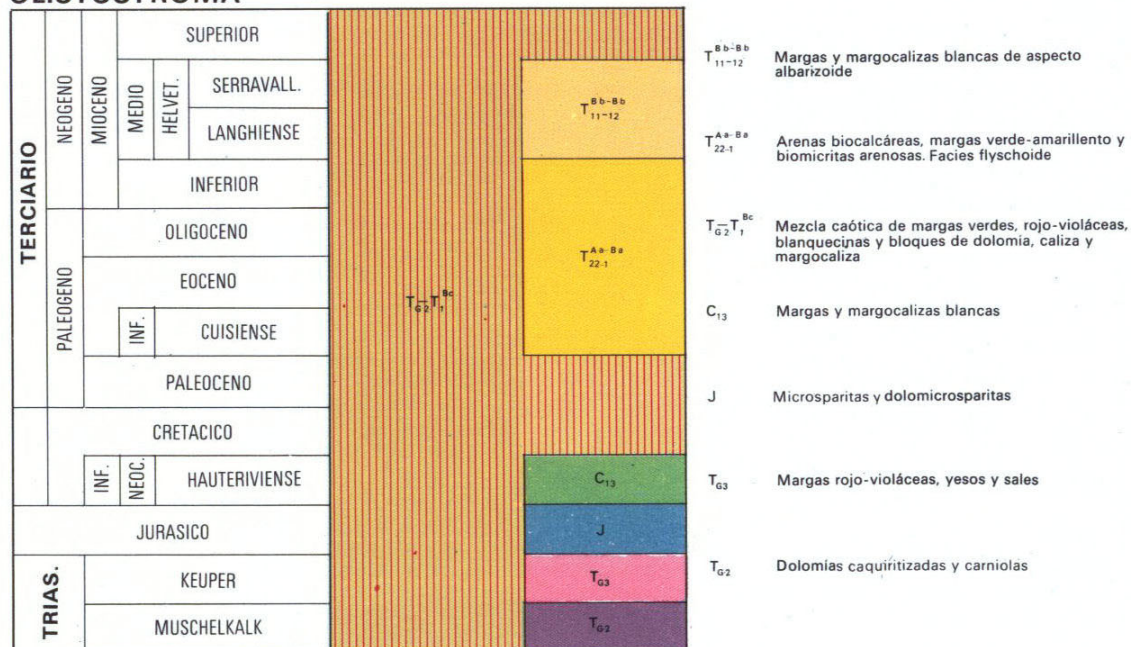 OLISTOSTROMA
SUPERIOR
TERCIARIO
NEOGENO
MIOCENO
MEDIO
HELVET.
SERRAVALL.
LANGHIENSE
INFERIOR
PALEOGENO
OLIGOCENO
EOCENO
INF.
CUISIENSE
PALEOCENO
CRETACICO
INF.
NEOC.
HAUTERIVIENSE
JURASICO
TRIAS.
KEUPER
MUSCHELKALK
T G2-T 1 Bc
T 11-12 Bb-Bb
T 22-1 Aa-Ba
C13
J
TG3
TG2
T 11-12 Bb-Bb Margas y margocalizas blancas de aspecto
albarizoide
T 22-1 Aa-Ba Arenas biocalcáreas, margas verde-amarillento y
biomicritas arenosas. Facies flyschoide
T G2-T 1 Bc Mezcla caótica de margas verdes, rojo-violáceas,
blanquecinas y bloques de dolomía, caliza y
margocaliza
C13 Margas y margocalizas blancas
J Microsparitas y dolomicrosparitas
TG3 Margas rojo-violáceas, yesos y sales
TG2 Dolomías caquiritizadas y carniolas